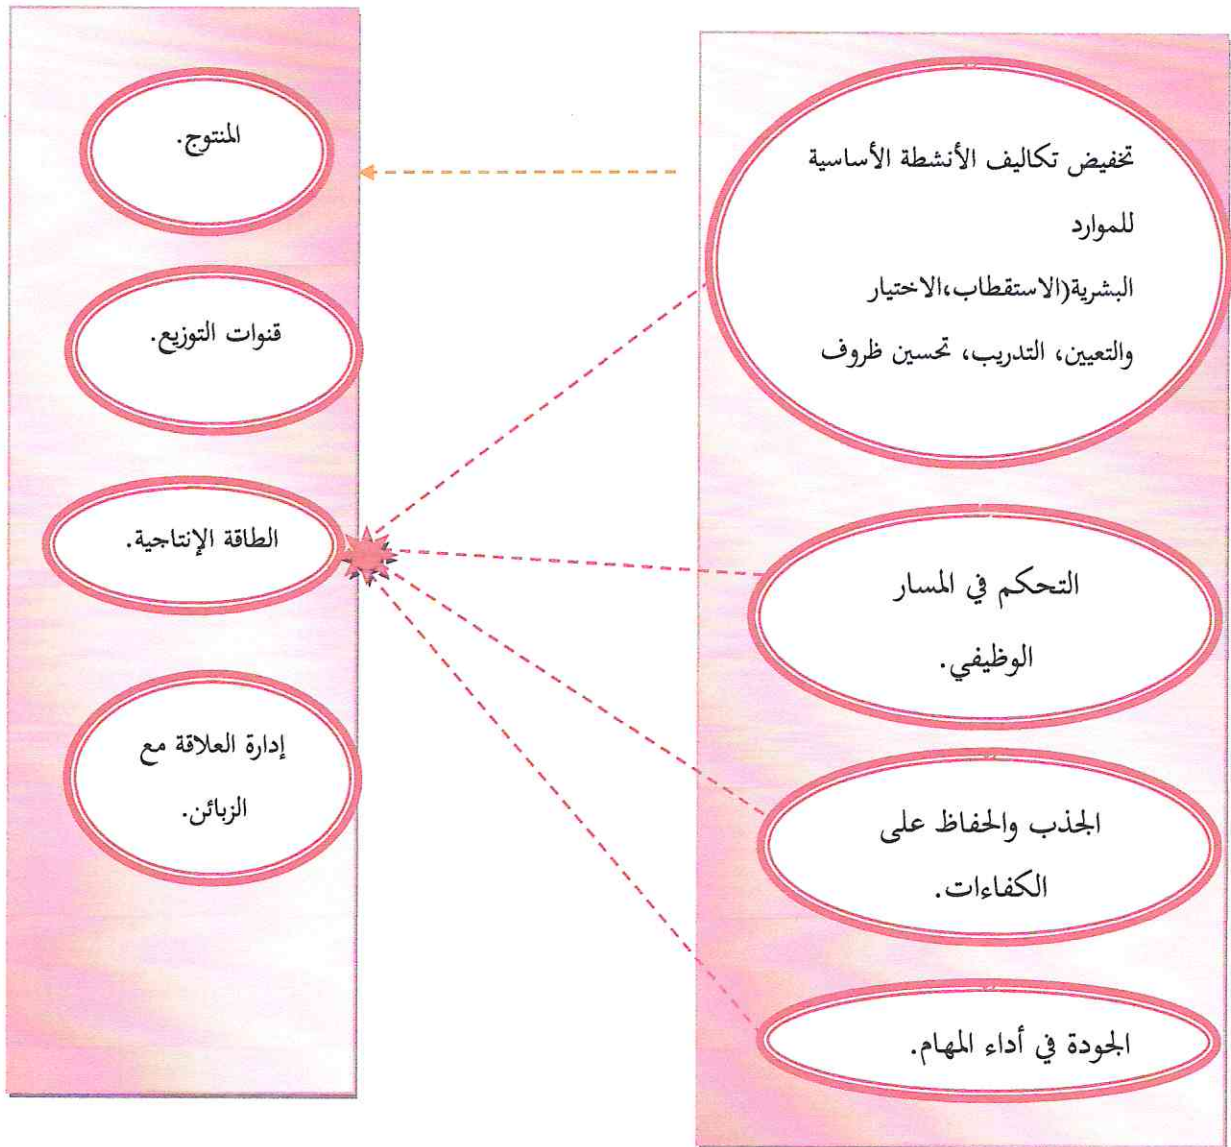 تخفيض تكاليف الأنشطة الأساسية
للموارد
البشرية(الاستقطاب،الاختيار
والتعيين، التدريب، تحسين ظروف
التحكم في المسار
الوظيفي.
الجذب والحفاظ على
الكفاءات.
الجودة في أداء المهام.
المنتوج.
قنوات التوزيع.
الطاقة الإنتاجية.
إدارة العلاقة مع
الزبائن.